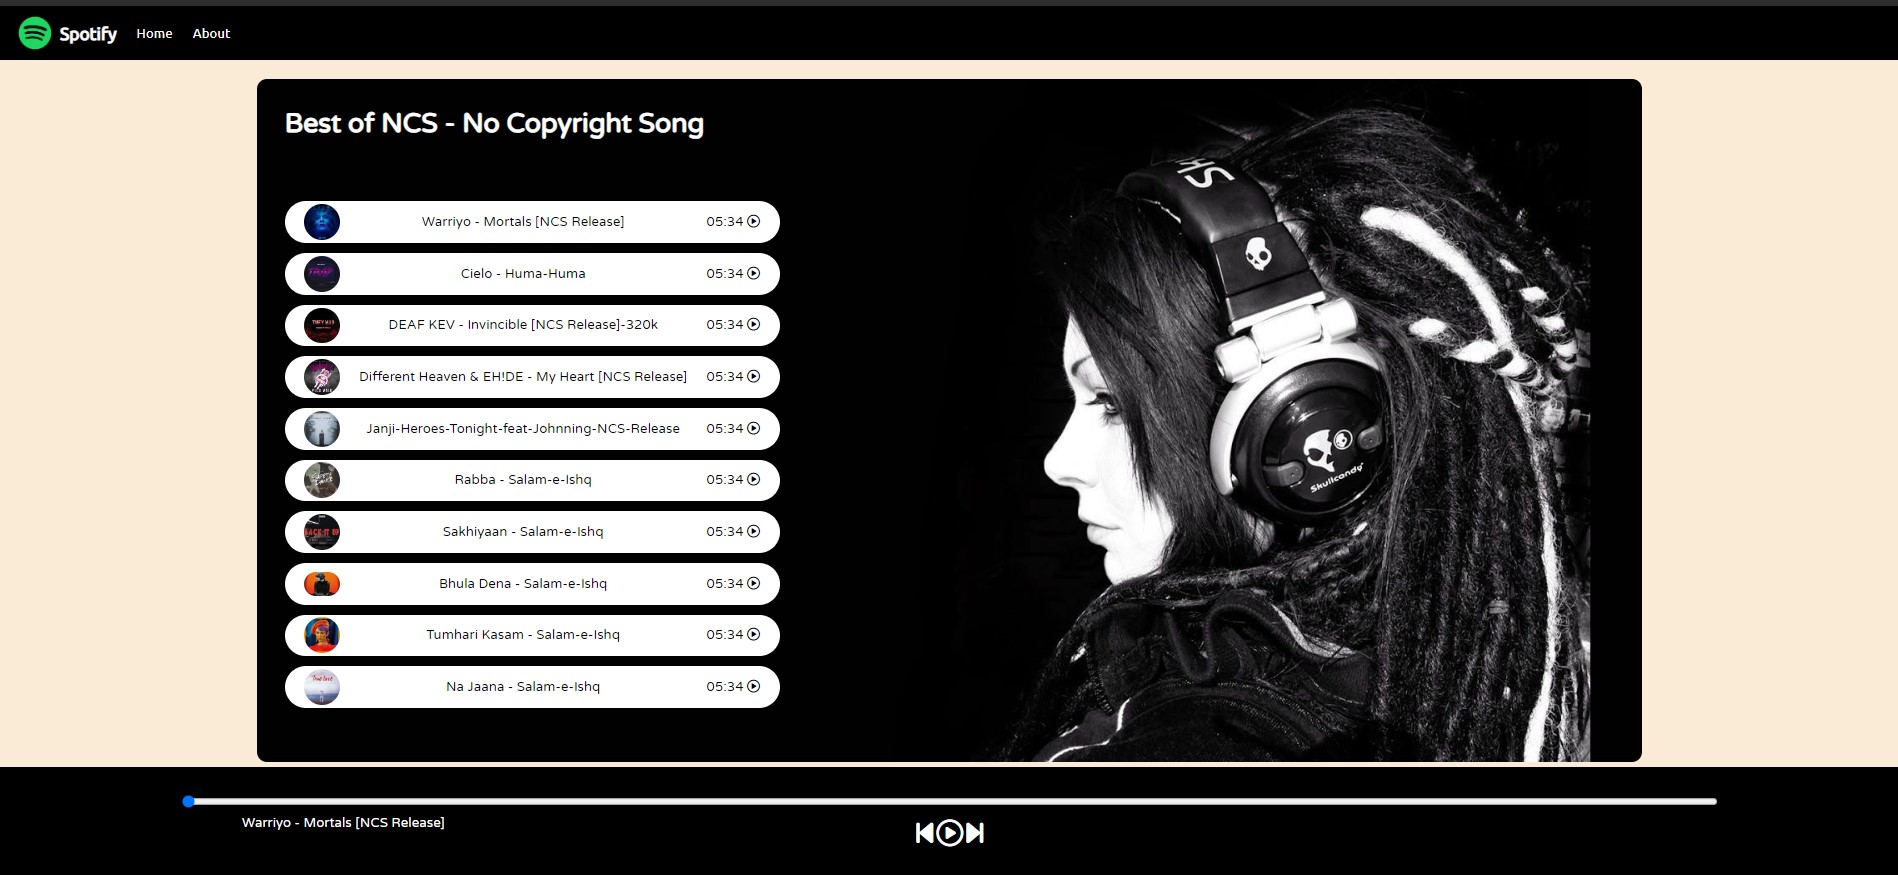 Spotify Home About
Best of NCS - No Copyright Song
Warriyo - Mortals [NCS Release] 05:34
Cielo - Huma-Huma 05:34
DEAF KEV - Invincible [NCS Release]-320k 05:34
Different Heaven & EH!DE - My Heart [NCS Release] 05:34
Janji-Heroes-Tonight-feat-Johnning-NCS-Release 05:34
Rabba - Salam-e-Ishq 05:34
Sakhiyaan - Salam-e-Ishq 05:34
Bhula Dena - Salam-e-Ishq 05:34
Tumhari Kasam - Salam-e-Ishq 05:34
Na Jaana - Salam-e-Ishq 05:34
Skullcandy
Warriyo - Mortals [NCS Release]